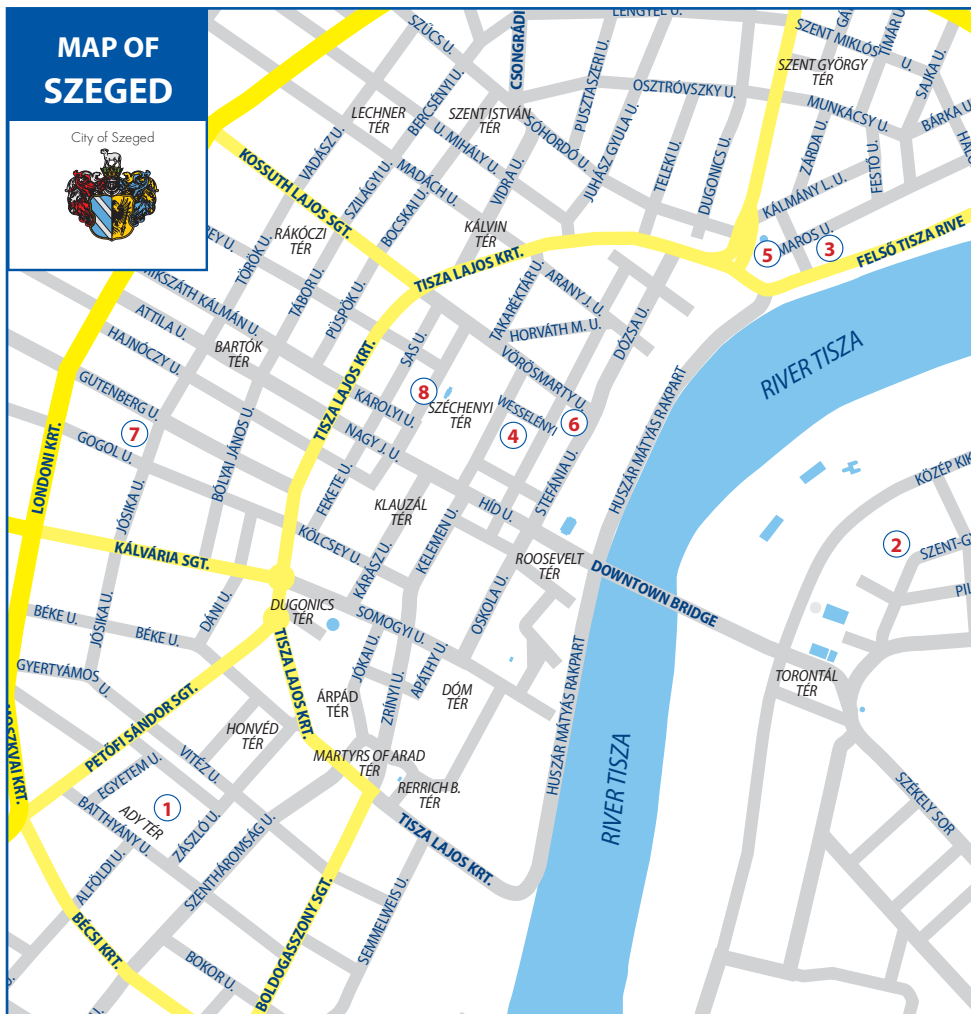 MAP OF
SZEGED
City of Szeged
LENGYEL U.
SZŰCS U.
CSONGRÁDI
SZENT MIKLÓS U.
TIMÁR U.
SAJKA U.
SZENT GYÖRGY
TÉR
PUSZTASZERI U.
OSZTRÓVSZKY U.
MUNKÁCSY U.
BÁRKA U.
BERCSÉNYI U.
LECHNER
TÉR
SZENT ISTVÁN
TÉR
SOHORDÓ U.
U. MIHÁLY U.
JUHÁSZ GYULA U.
TELEKI U.
DUGONICS U.
ZÁRDA U.
FESTŐ U.
VADÁSZ U.
KOSSUTH LAJOS SGT.
SZILÁGYI U.
MADÁCH U.
VIDRA U.
KÁLMÁNY L. U.
BOCSKAI U.
KÁLVIN
TÉR
RÁKÓCZI
TÉR
REY U.
TÖRÖK U.
MAROS U.
5
3
FELSŐ TISZA RIVE
TISZA LAJOS KRT.
MIKSZÁTH KÁLMÁN U.
TÁBOR U.
PÜSPÖK U.
TAKARÉKTÁR U.
ARANY J. U.
HORVÁTH M. U.
DÓZSA U.
ATTILA U.
HAJNÓCZY U.
BARTÓK
TÉR
SAS U.
VÖRÖSMARTY U.
RIVER TISZA
GUTENBERG U.
GOGOL U.
7
TISZA LAJOS KRT.
KÁROLYI U.
8
SZÉCHENYI
TÉR
WESSELÉNYI
4
6
HUSZÁR MÁTYÁS RAKPART
NAGY J. U.
BÓLYAI JÁNOS U.
LONDONI KRT.
JÓSIKA U.
FEKETE U.
KLAUZÁL
TÉR
HÍD U.
STEFÁNIA U.
KÖZÉP KIK
KÖLCSEY U.
KELEMEN U.
2
SZENT-GY
KÁLVÁRIA SGT.
KÁRÁSZ U.
ROOSEVELT
TÉR
DOWNTOWN BRIDGE
PIL
BÉKE U.
JÓSIKA U.
BÉKE U.
DÁNI U.
DUGONICS
TÉR
SOMOGYI U.
OSKOLA U.
GYERTYÁMOS U.
PETŐFI SÁNDOR SGT.
TISZA LAJOS KRT.
JÓKAI U.
APÁTHY U.
ZRÍNYI U.
ÁRPÁD
TÉR
DÓM
TÉR
HUSZÁR MÁTYÁS RAKPART
TORONTÁL
TÉR
MOSZKVAI KRT.
HONVÉD
TÉR
VITÉZ U.
MARTYRS OF ARAD
TÉR
RERRICH B.
TÉR
RIVER TISZA
EGYETEM U.
1
ADY TÉR
BATTHYÁNY U.
ZÁSZLÓ U.
SZENTHÁROMSÁG U.
TISZA LAJOS KRT.
SZÉKELY SOR
ALFÖLDI U.
BÉCSI KRT.
BOLDOGASSZONY SGT.
SEMMELWEIS U.
BOKOR U.